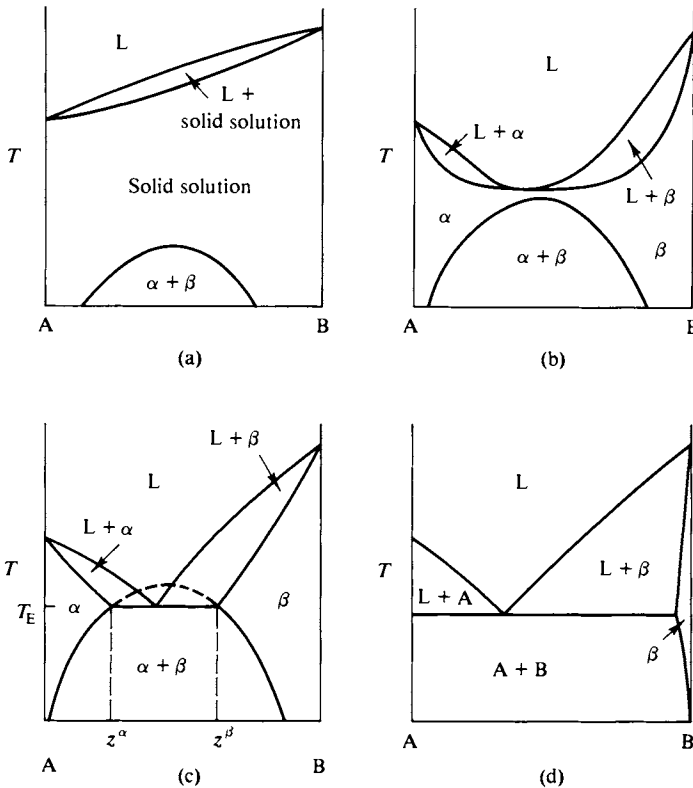 L
L +
solid solution
T
Solid solution
α + β
A
B
(a)
L
L + α
T
L + β
α
α + β
β
A
B
(b)
L + β
L
L + α
T
T_E
α
β
α + β
z^α
z^β
A
B
(c)
L
T
L + β
L + A
β
A + B
A
B
(d)